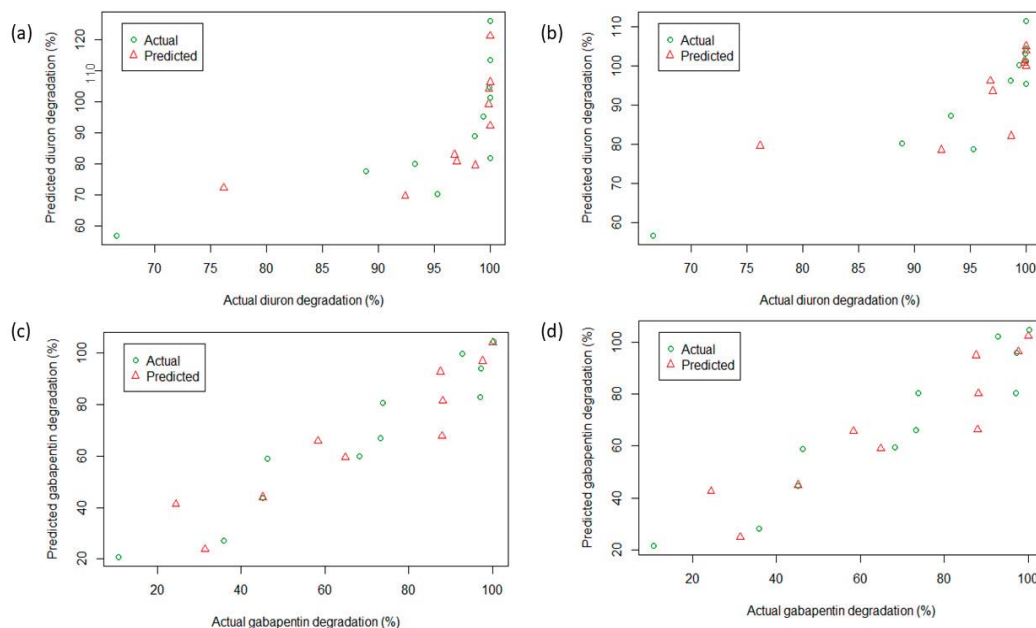 (a)
Actual
Predicted
Predicted diuron degradation (%)
60 70 80 90 100 110 120
70 75 80 85 90 95 100
Actual diuron degradation (%)
(b)
Actual
Predicted
Predicted diuron degradation (%)
60 70 80 90 100 110
70 75 80 85 90 95 100
Actual diuron degradation (%)
(c)
Actual
Predicted
Predicted gabapentin degradation (%)
20 40 60 80 100
20 40 60 80 100
Actual gabapentin degradation (%)
(d)
Actual
Predicted
Predicted gabapentin degradation (%)
20 40 60 80 100
20 40 60 80 100
Actual gabapentin degradation (%)